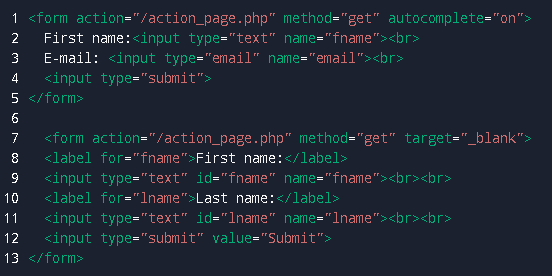 1 <form action="/action_page.php" method="get" autocomplete="on">
2 First name:<input type="text" name="fname"><br>
3 E-mail: <input type="email" name="email"><br>
4 <input type="submit">
5 </form>
6
7 <form action="/action_page.php" method="get" target="_blank">
8 <label for="fname">First name:</label>
9 <input type="text" id="fname" name="fname"><br><br>
10 <label for="lname">Last name:</label>
11 <input type="text" id="lname" name="lname"><br><br>
12 <input type="submit" value="Submit">
13 </form>